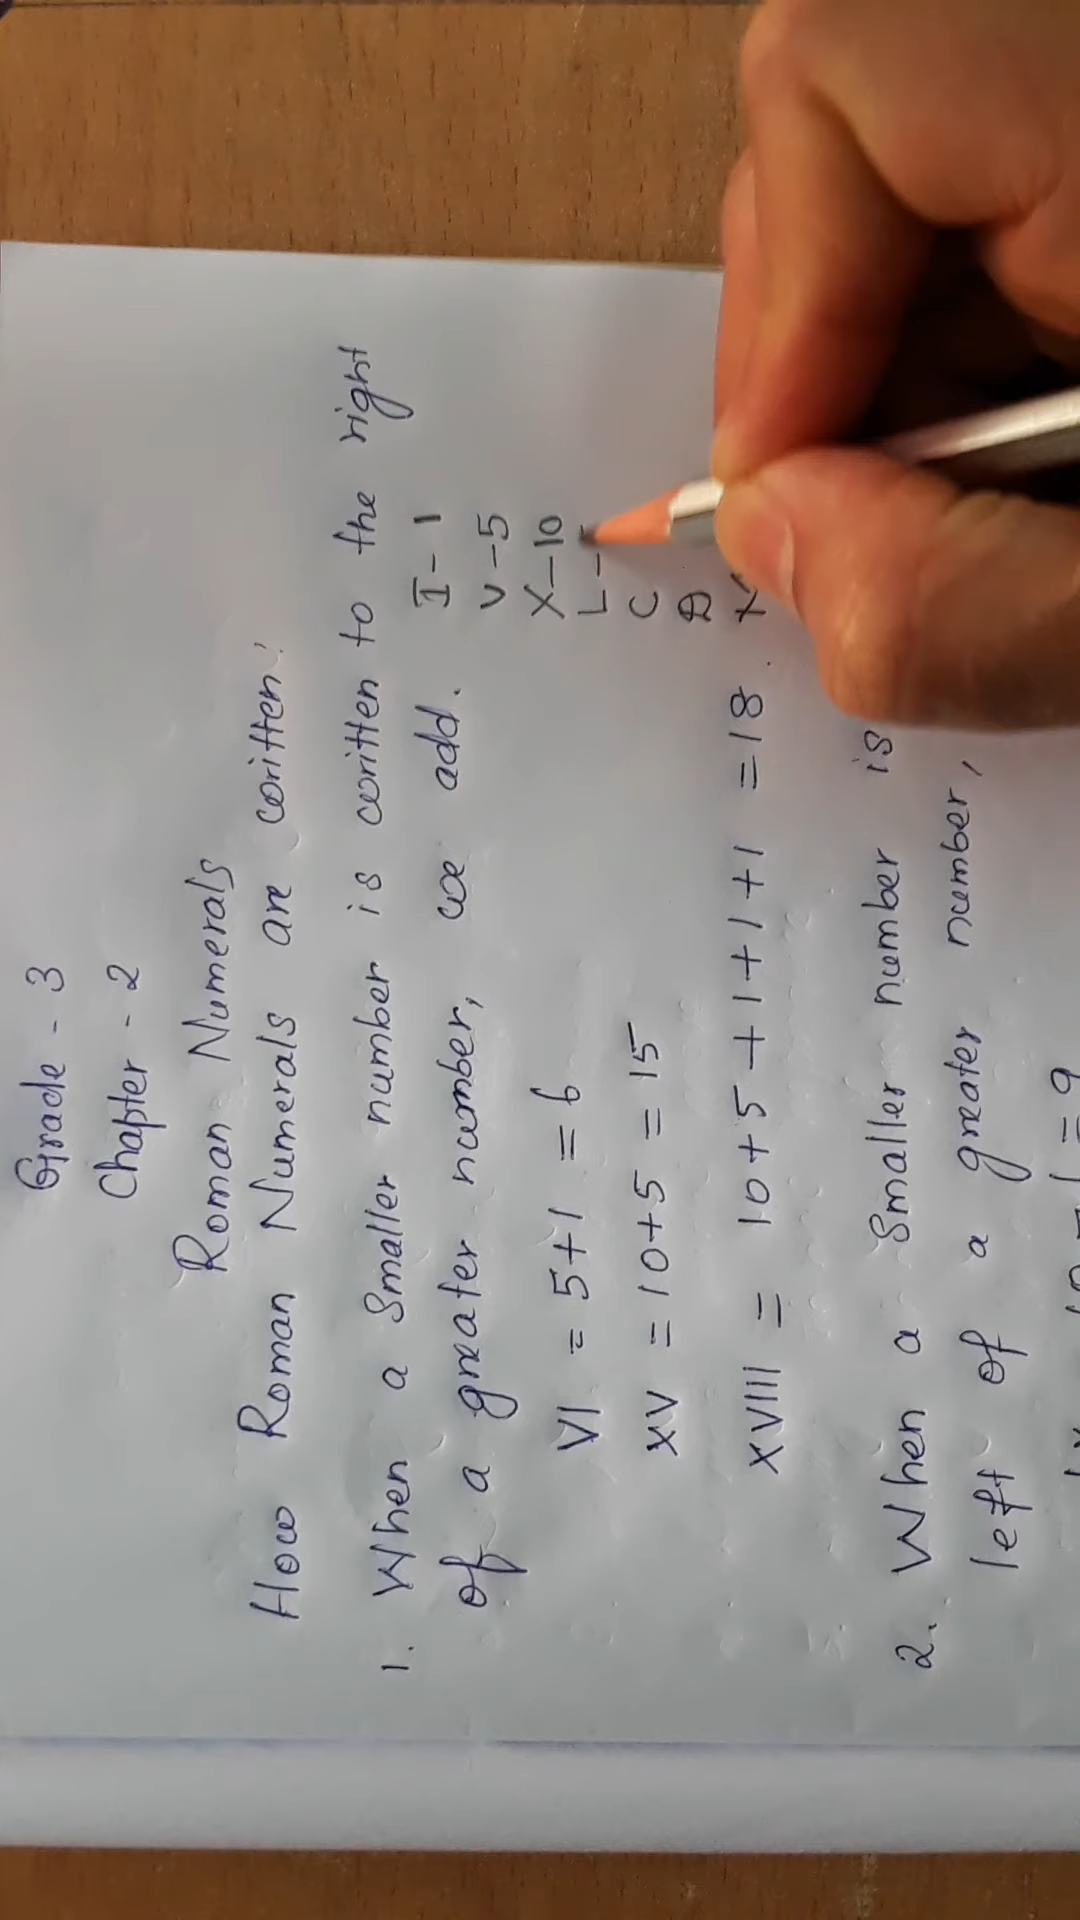 Grade - 3
Chapter - 2
Roman Numerals
How Roman Numerals are written:
1. When a Smaller number is written to the right
of a greater number, we add.
I - 1
V - 5
X - 10
L -
C
D
VI = 5+1 = 6
XV = 10+5 = 15
XVIII = 10+5+1+1+1 = 18.
2. When a Smaller number is
left of a greater number,